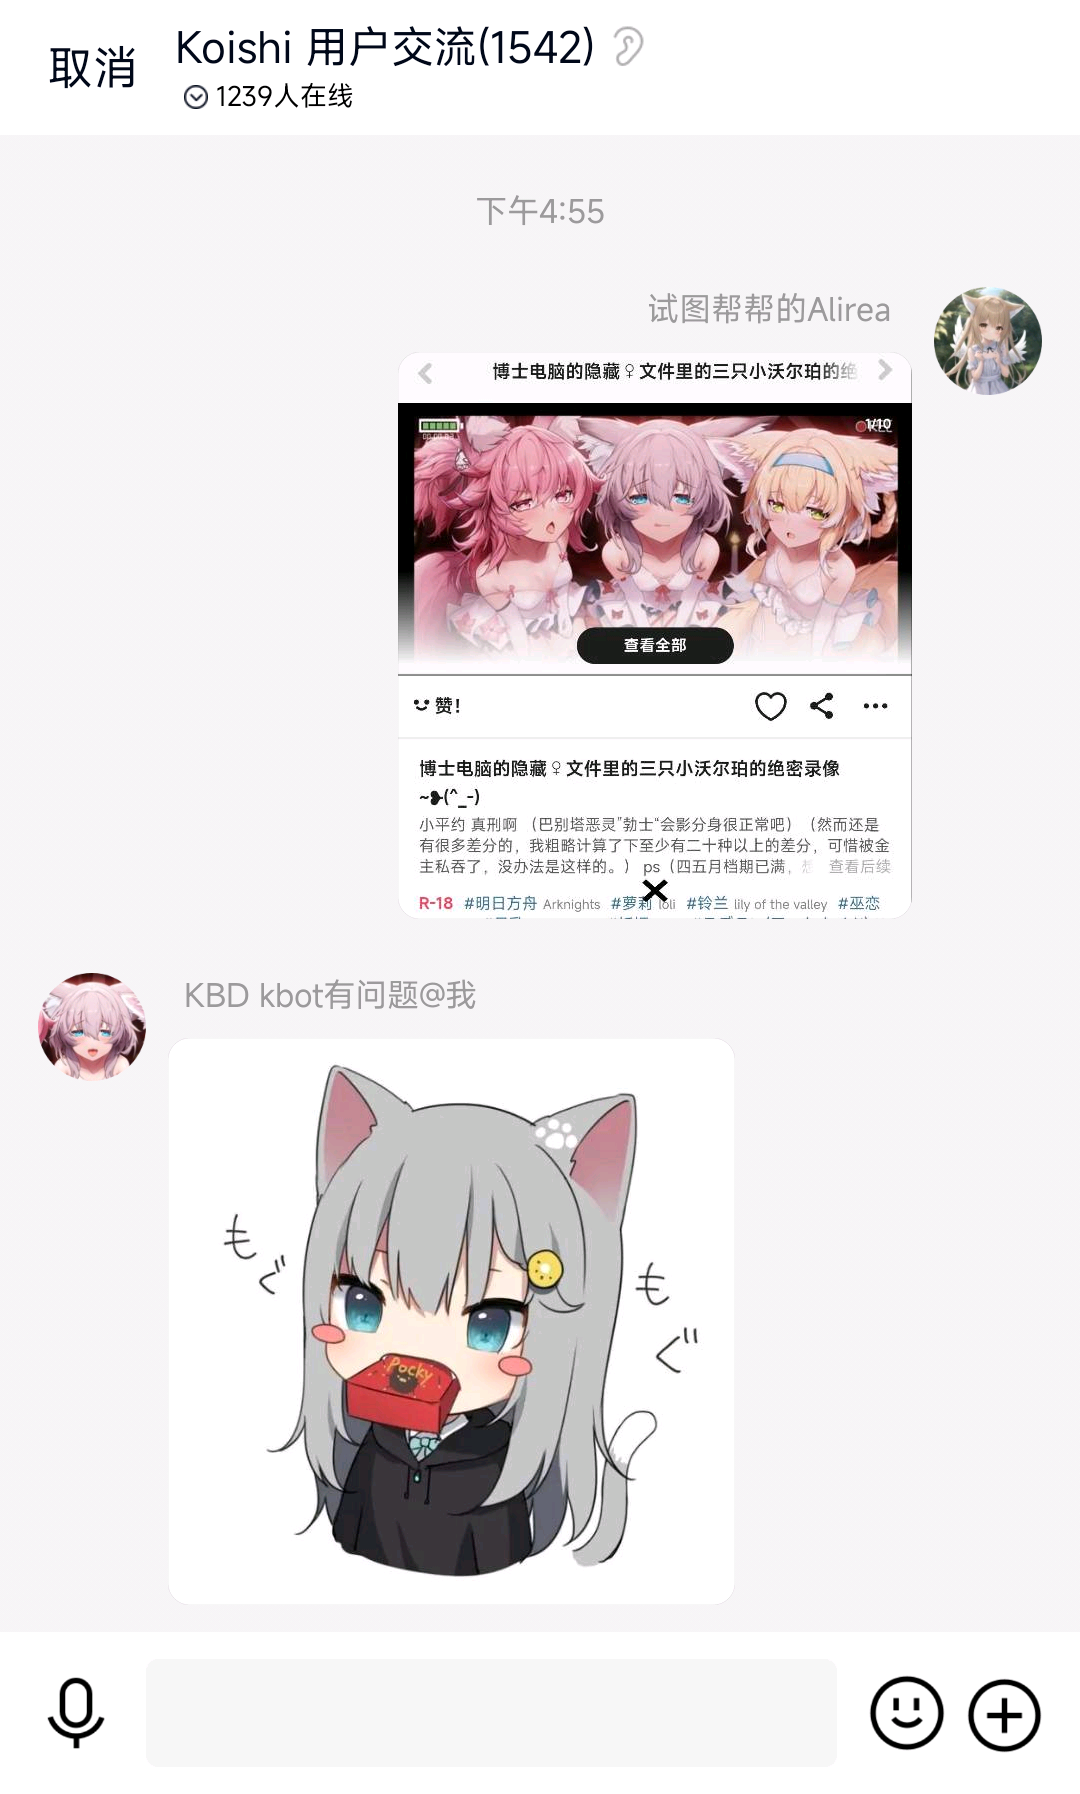 取消
Koishi 用户交流(1542)
1239人在线
下午4:55
试图帮帮的Alirea
博士电脑的隐藏♀文件里的三只小沃尔珀的绝
1/10
查看全部
赞！
博士电脑的隐藏♀文件里的三只小沃尔珀的绝密录像
~❥(^_-)
小平约 真刑啊 （巴别塔恶灵”勃士“会影分身很正常吧）（然而还是
有很多差分的，我粗略计算了下至少有二十种以上的差分，可惜被金
主私吞了，没办法是这样的。） ps（四五月档期已满， 查看后续
R-18 #明日方舟 Arknights #萝莉 loli #铃兰 lily of the valley #巫恋
KBD kbot有问题@我
もぐ
もぐ
Pocky